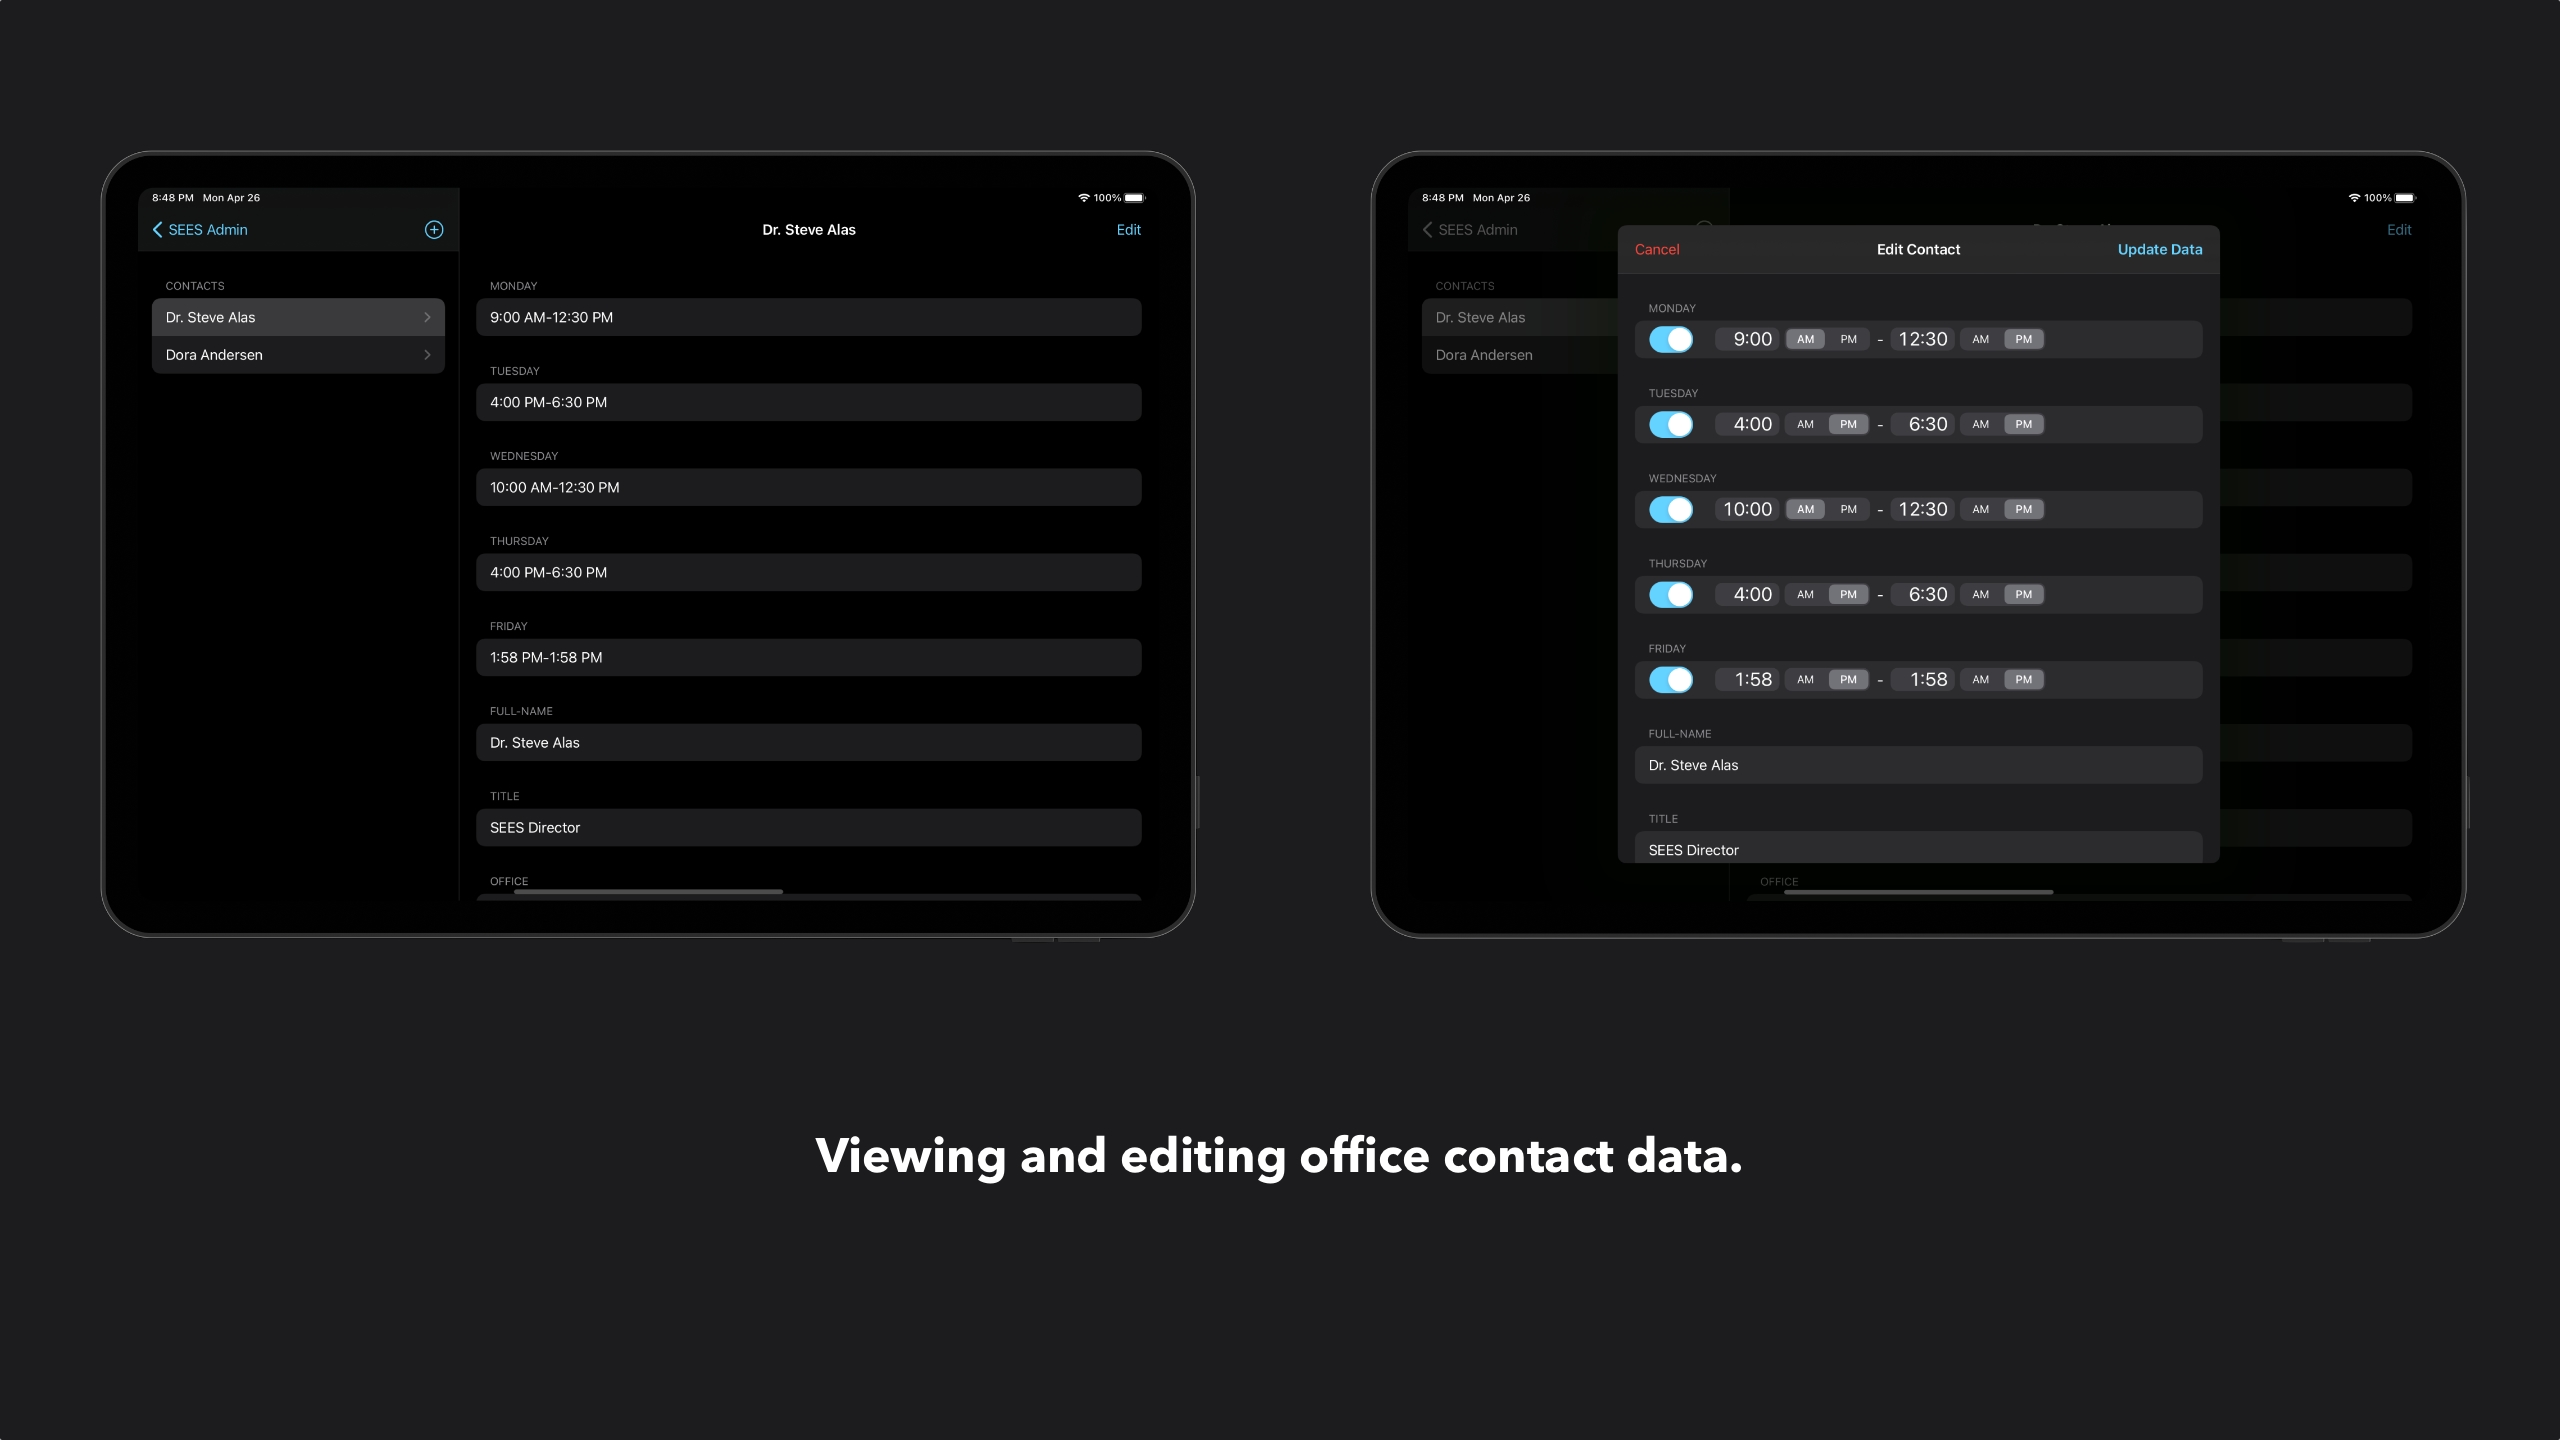 8:48 PM Mon Apr 26
100%
SEES Admin
Dr. Steve Alas
Edit
CONTACTS
Dr. Steve Alas
Dora Andersen
MONDAY
9:00 AM-12:30 PM
TUESDAY
4:00 PM-6:30 PM
WEDNESDAY
10:00 AM-12:30 PM
THURSDAY
4:00 PM-6:30 PM
FRIDAY
1:58 PM-1:58 PM
FULL-NAME
Dr. Steve Alas
TITLE
SEES Director
OFFICE
8:48 PM Mon Apr 26
100%
SEES Admin
Edit
CONTACTS
Dr. Steve Alas
Dora Andersen
Cancel
Edit Contact
Update Data
MONDAY
9:00 AM PM - 12:30 AM PM
TUESDAY
4:00 AM PM - 6:30 AM PM
WEDNESDAY
10:00 AM PM - 12:30 AM PM
THURSDAY
4:00 AM PM - 6:30 AM PM
FRIDAY
1:58 AM PM - 1:58 AM PM
FULL-NAME
Dr. Steve Alas
TITLE
SEES Director
OFFICE
Viewing and editing office contact data.